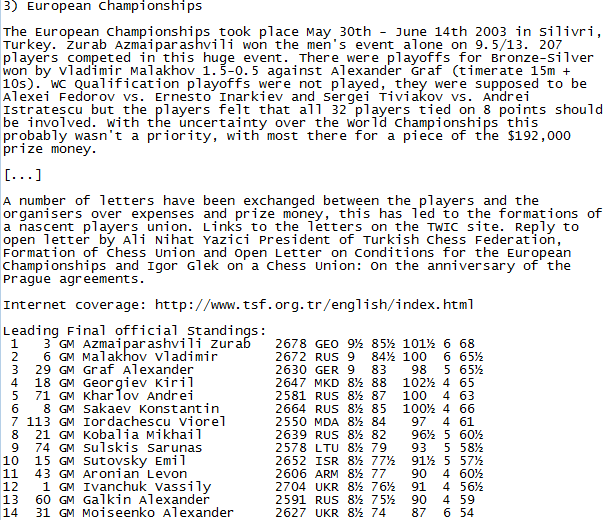 3) European Championships
The European Championships took place May 30th - June 14th 2003 in Silivri,
Turkey. Zurab Azmaiparashvili won the men's event alone on 9.5/13. 207
players competed in this huge event. There were playoffs for Bronze-Silver
won by Vladimir Malakhov 1.5-0.5 against Alexander Graf (timerate 15m +
10s). WC Qualification playoffs were not played, they were supposed to be
Alexei Fedorov vs. Ernesto Inarkiev and Sergei Tiviakov vs. Andrei
Istratescu but the players felt that all 32 players tied on 8 points should
be involved. With the uncertainty over the World Championships this
probably wasn't a priority, with most there for a piece of the $192,000
prize money.
[...]
A number of letters have been exchanged between the players and the
organisers over expenses and prize money, this has led to the formations of
a nascent players union. Links to the letters on the TWIC site. Reply to
open letter by Ali Nihat Yazici President of Turkish Chess Federation,
Formation of Chess Union and Open Letter on Conditions for the European
Championships and Igor Glek on a Chess Union: On the anniversary of the
Prague agreements.
Internet coverage: http://www.tsf.org.tr/english/index.html
Leading Final official Standings:
1 3 GM Azmaiparashvili Zurab 2678 GEO 9½ 85½ 101½ 6 68
2 6 GM Malakhov Vladimir 2672 RUS 9 84½ 100 6 65½
3 29 GM Graf Alexander 2630 GER 9 83 98 5 65½
4 18 GM Georgiev Kiril 2647 MKD 8½ 88 102½ 4 65
5 71 GM Kharlov Andrei 2581 RUS 8½ 87 100 4 63
6 8 GM Sakaev Konstantin 2664 RUS 8½ 85 100½ 4 66
7 113 GM Iordachescu Viorel 2550 MDA 8½ 84 97 4 61
8 21 GM Kobalia Mikhail 2639 RUS 8½ 82 96½ 5 60½
9 74 GM Sulskis Sarunas 2578 LTU 8½ 79 93 5 58½
10 15 GM Sutovsky Emil 2652 ISR 8½ 77½ 91½ 5 57½
11 43 GM Aronian Levon 2606 ARM 8½ 77 90 4 60½
12 1 GM Ivanchuk Vassily 2704 UKR 8½ 76½ 91 4 56½
13 60 GM Galkin Alexander 2591 RUS 8½ 75½ 90 4 59
14 31 GM Moiseenko Alexander 2627 UKR 8½ 74 87 6 54